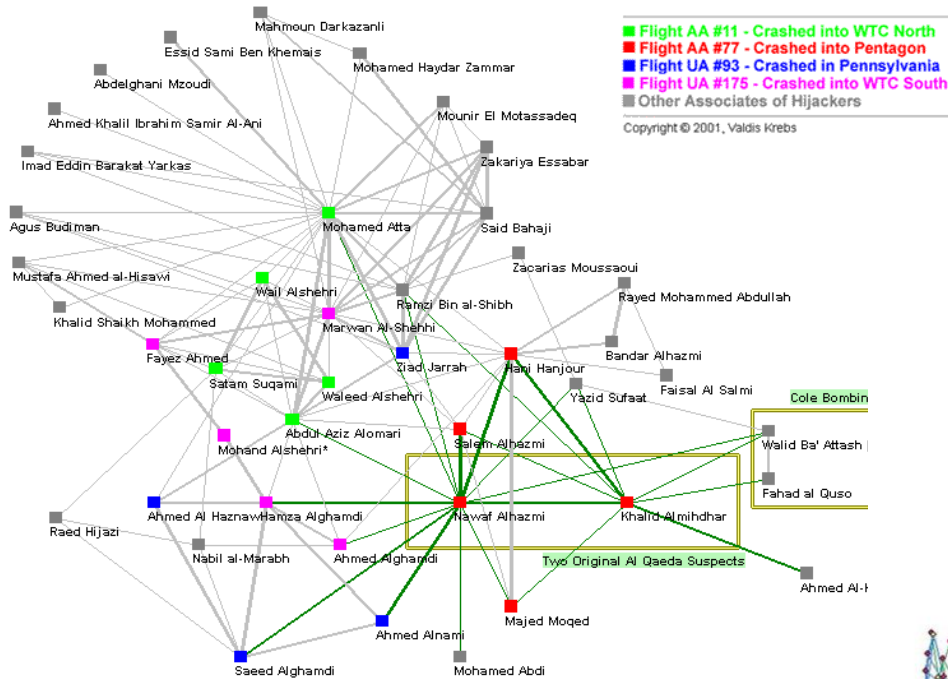 Mahmoun Darkazanli
Essid Sami Ben Khemais
Mohamed Haydar Zammar
Abdelghani Mzoudi
Ahmed Khalil Ibrahim Samir Al-Ani
Mounir El Motassadeq
Imad Eddin Barakat Yarkas
Zakariya Essabar
Flight AA #11 - Crashed into WTC North
Flight AA #77 - Crashed into Pentagon
Flight UA #93 - Crashed in Pennsylvania
Flight UA #175 - Crashed into WTC South
Other Associates of Hijackers
Copyright © 2001, Valdis Krebs
Agus Budiman
Mohamed Atta
Said Bahaji
Mustafa Ahmed al-Hisawi
Zacarias Moussaoui
Wail Alshehri
Ramzi Bin al-Shibh
Rayed Mohammed Abdullah
Khalid Shaikh Mohammed
Marwan Al-Shehhi
Fayez Ahmed
Bandar Alhazmi
Satam Suqami
Ziad Jarrah
Hani Hanjour
Faisal Al Salmi
Waleed Alshehri
Yazid Sufaat
Cole Bombin
Abdul Aziz Alomari
Salem Alhazmi
Mohand Alshehri*
Walid Ba' Attash
Fahad al Quso
Ahmed Al Haznaw
Hamza Alghamdi
Nawaf Alhazmi
Khalid Almihdhar
Raed Hijazi
Nabil al-Marabh
Ahmed Alghamdi
Two Original Al Qaeda Suspects
Ahmed Al-H
Majed Moqed
Ahmed Alnami
Saeed Alghamdi
Mohamed Abdi